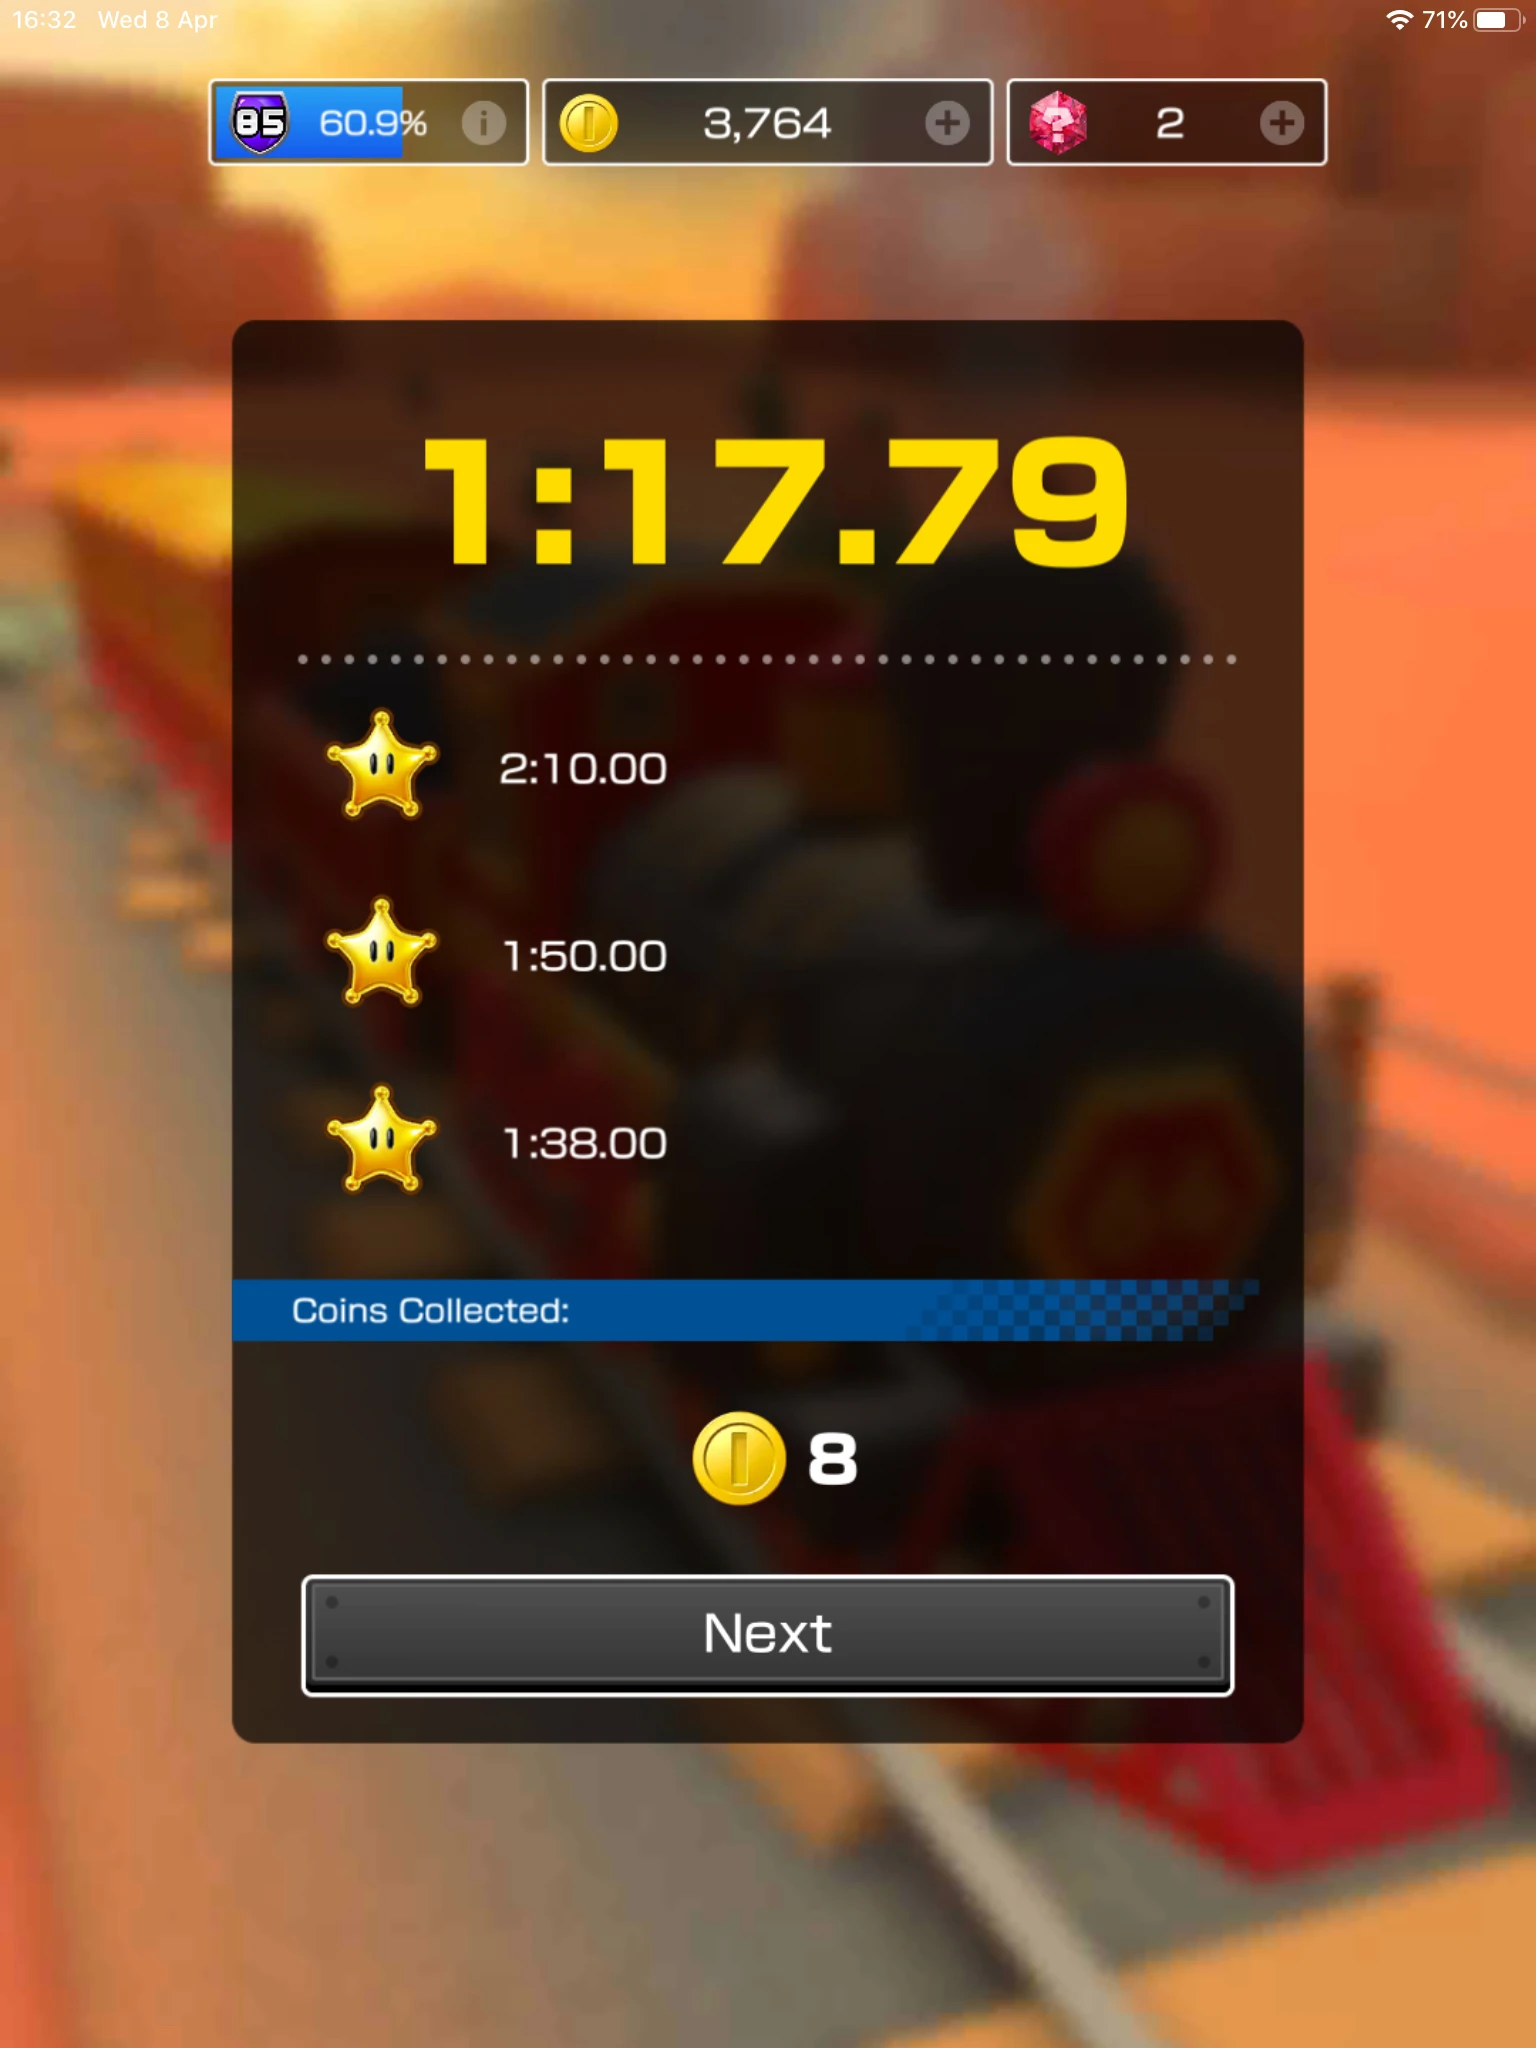 16:32 Wed 8 Apr 71%
85 60.9% i 3,764 + ? 2 +
1:17.79
2:10.00
1:50.00
1:38.00
Coins Collected:
8
Next